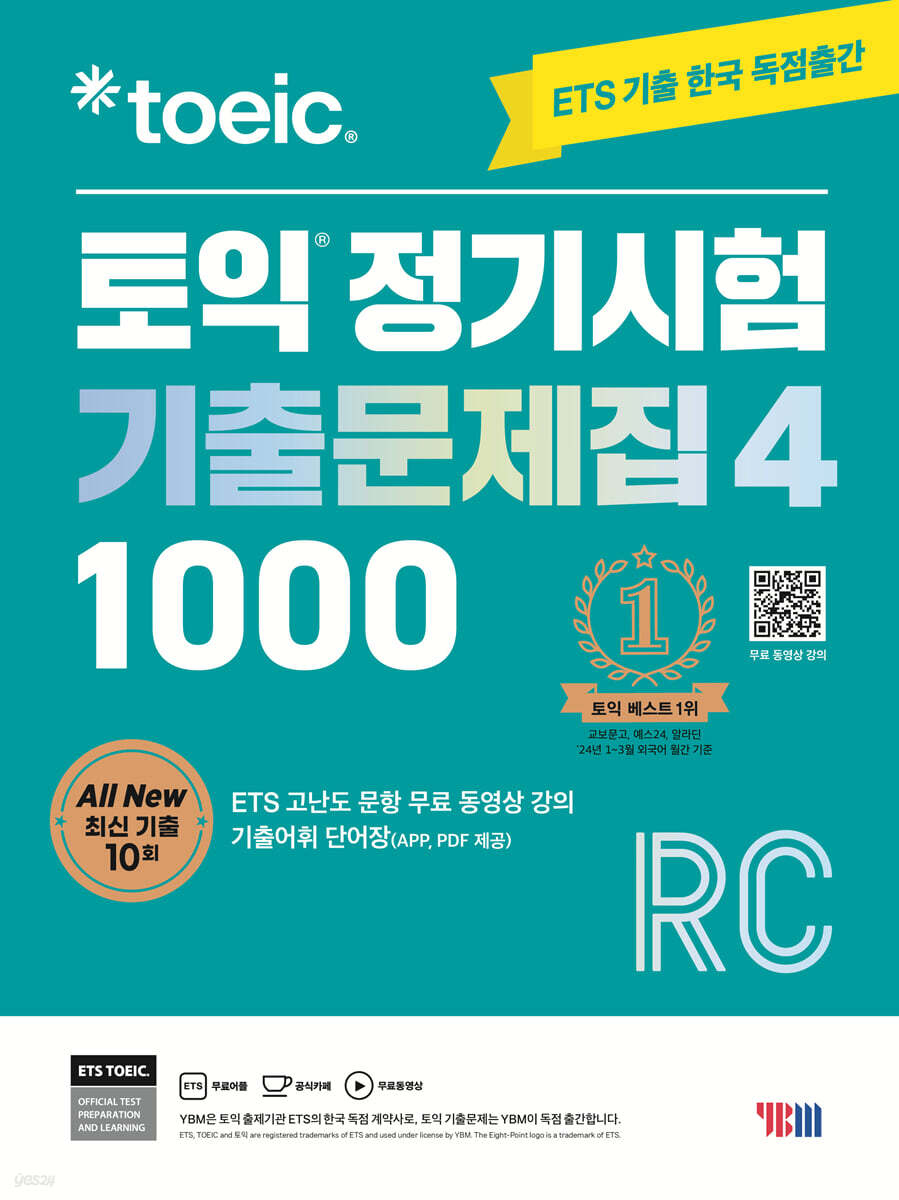 toeic®
ETS 기출 한국 독점출간
토익® 정기시험
기출문제집 4
1000
1
토익 베스트 1위
교보문고, 예스24, 알라딘
'24년 1~3월 외국어 월간 기준
무료 동영상 강의
All New
최신 기출
10회
ETS 고난도 문항 무료 동영상 강의
기출어휘 단어장(APP, PDF 제공)
RC
ETS TOEIC.
OFFICIAL TEST
PREPARATION
AND LEARNING
ETS 무료어플 공식카페 무료동영상
YBM은 토익 출제기관 ETS의 한국 독점 계약사로, 토익 기출문제는 YBM이 독점 출간합니다.
ETS, TOEIC and 토익 are registered trademarks of ETS and used under license by YBM. The Eight-Point logo is a trademark of ETS.
YBM
yes24